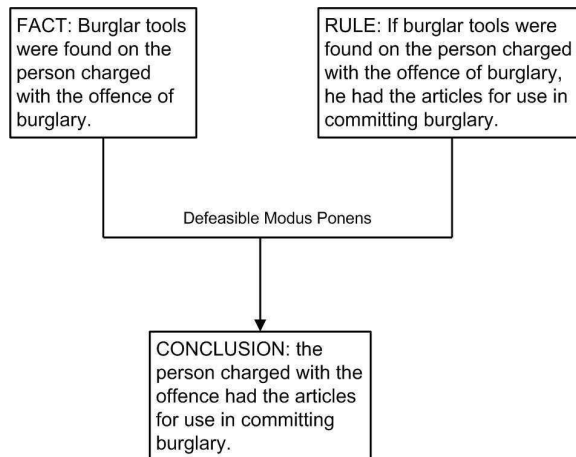 FACT: Burglar tools
were found on the
person charged
with the offence of
burglary.
RULE: If burglar tools were
found on the person charged
with the offence of burglary,
he had the articles for use in
committing burglary.
Defeasible Modus Ponens
CONCLUSION: the
person charged with the
offence had the articles
for use in committing
burglary.